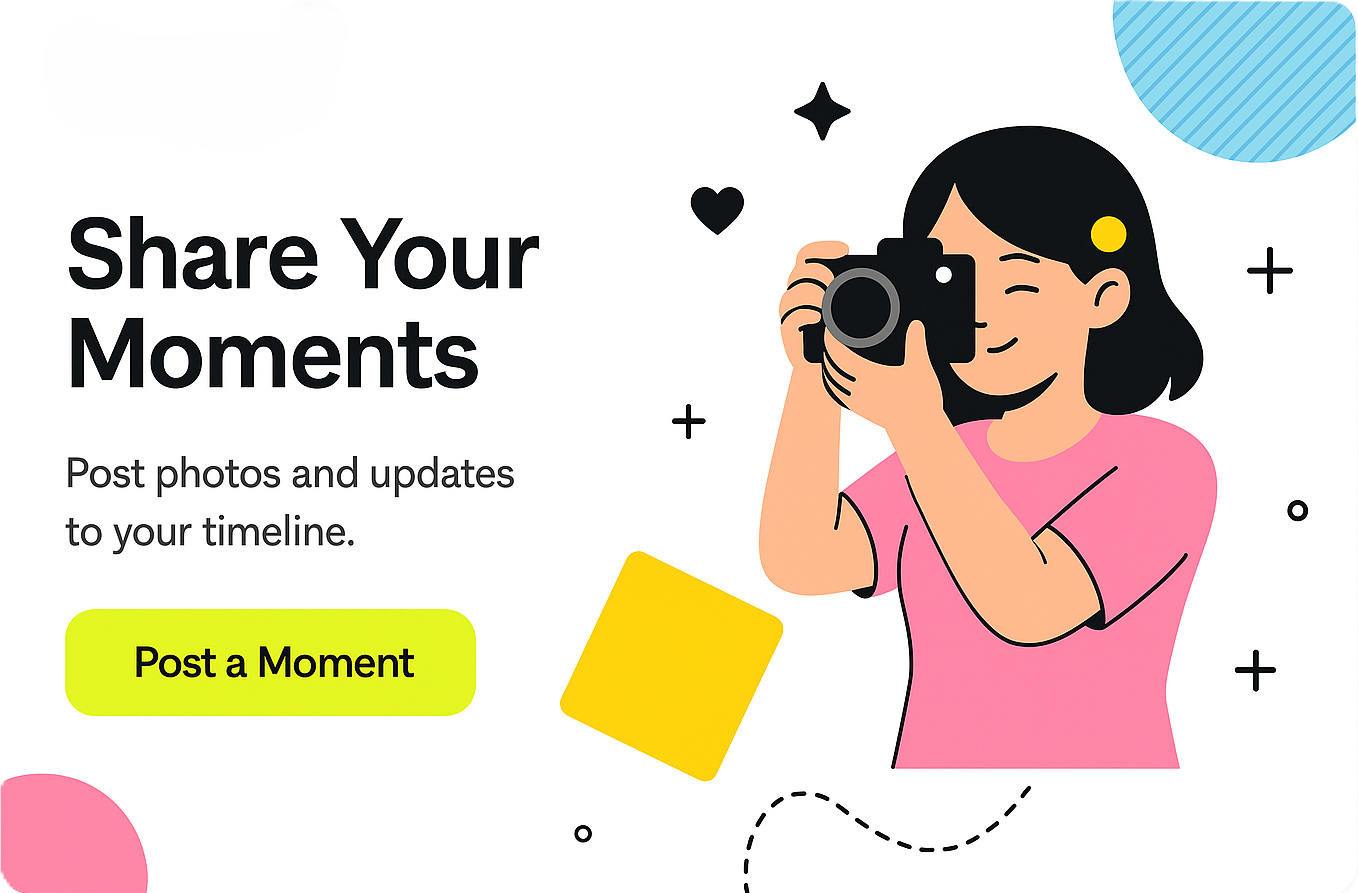 Share Your
Moments
Post photos and updates
to your timeline.
Post a Moment